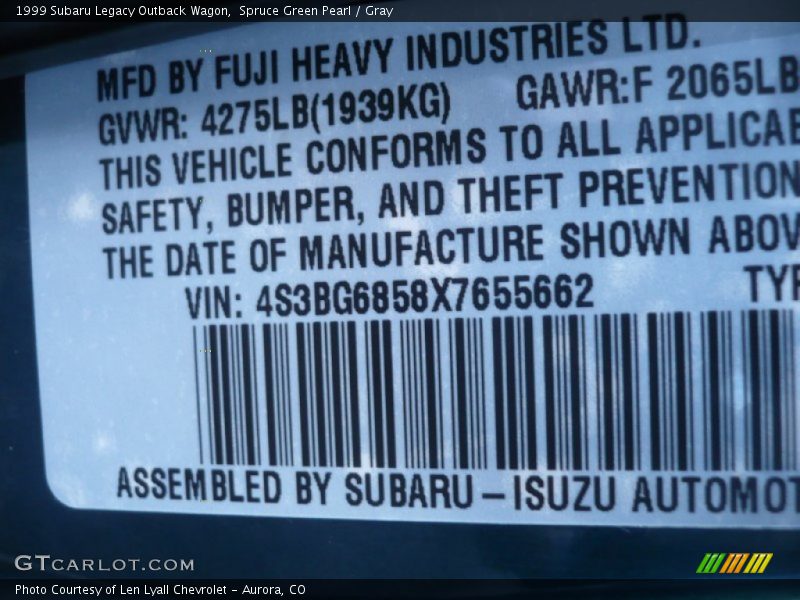 1999 Subaru Legacy Outback Wagon,  Spruce Green Pearl / Gray
MFD BY FUJI HEAVY INDUSTRIES LTD.
GVWR: 4275LB(1939KG) GAWR:F 2065LB
THIS VEHICLE CONFORMS TO ALL APPLICAB
SAFETY, BUMPER, AND THEFT PREVENTION
THE DATE OF MANUFACTURE SHOWN ABOV
VIN: 4S3BG6858X7655662 TYP
ASSEMBLED BY SUBARU-ISUZU AUTOMOT
GTCARLOT.COM
Photo Courtesy of Len Lyall Chevrolet - Aurora, CO